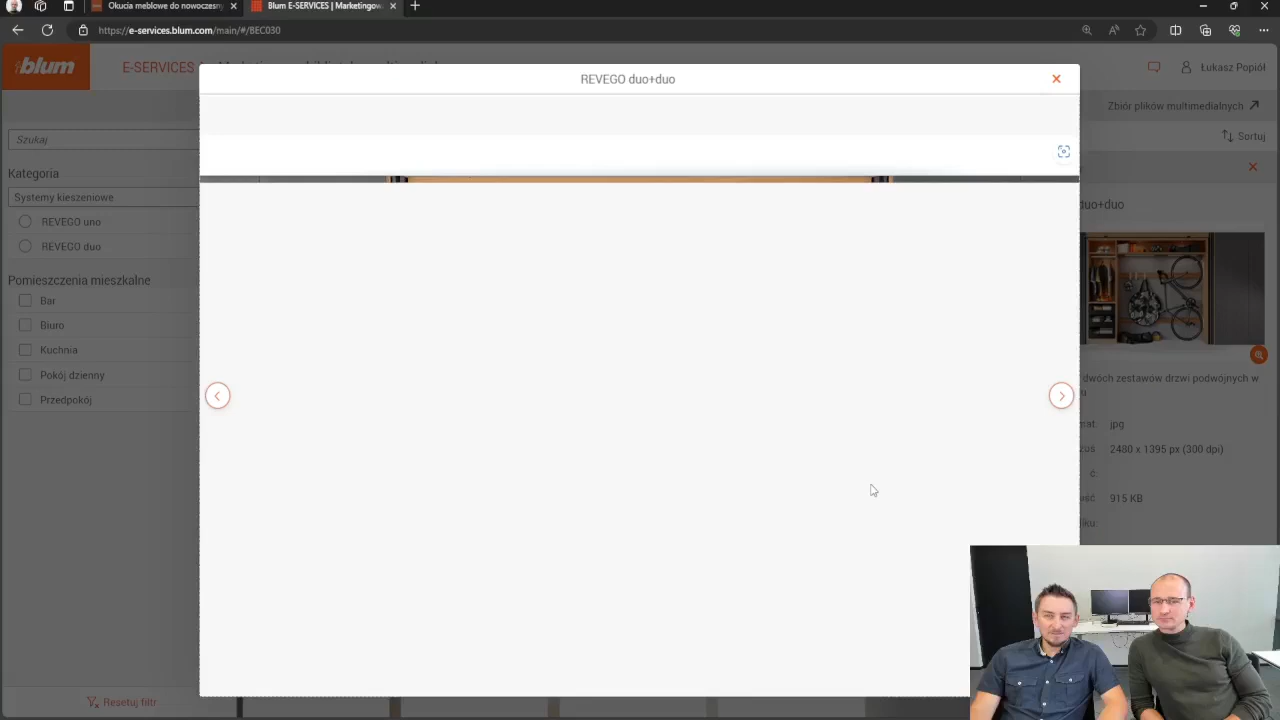 Okucia meblowe do nowoczesny
Blum E-SERVICES | Marketingow
https://e-services.blum.com/main/#/BEC030
blum
E-SERVICES
Łukasz Popiół
REVEGO duo+duo
Zbiór plików multimedialnych
Szukaj
Sortuj
Kategoria
Systemy kieszeniowe
REVEGO uno
REVEGO duo
duo+duo
Pomieszczenia mieszkalne
Bar
Biuro
Kuchnia
Pokój dzienny
Przedpokój
dwóch zestawów drzwi podwójnych w
jpg
2480 x 1395 px (300 dpi)
915 KB
Resetuj filtr